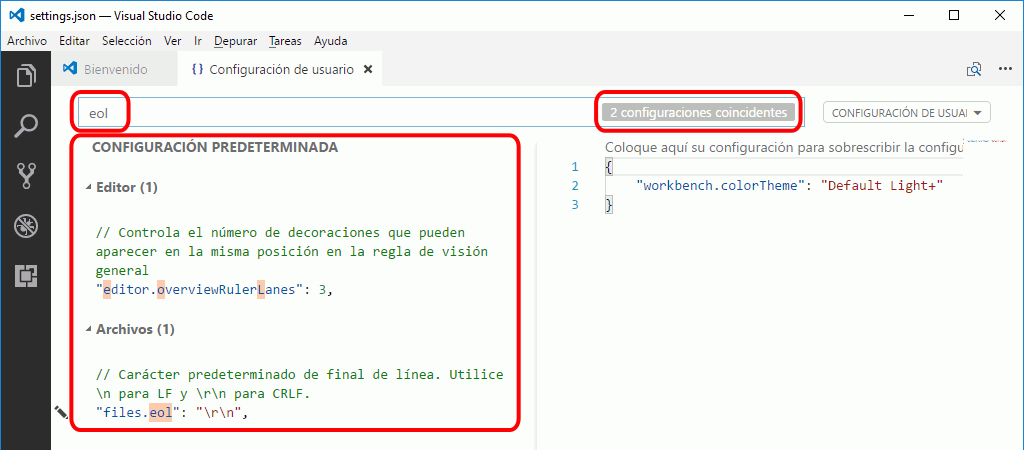 settings.json — Visual Studio Code
Archivo Editar Selección Ver Ir Depurar Tareas Ayuda
Bienvenido
{} Configuración de usuario
eol
2 configuraciones coincidentes
CONFIGURACIÓN DE USUAI
CONFIGURACIÓN PREDETERMINADA
Editor (1)
// Controla el número de decoraciones que pueden
aparecer en la misma posición en la regla de visión
general
"editor.overviewRulerLanes": 3,
Archivos (1)
// Carácter predeterminado de final de línea. Utilice
\n para LF y \r\n para CRLF.
"files.eol": "\r\n",
Coloque aquí su configuración para sobrescribir la configu
1 {
2 "workbench.colorTheme": "Default Light+"
3 }